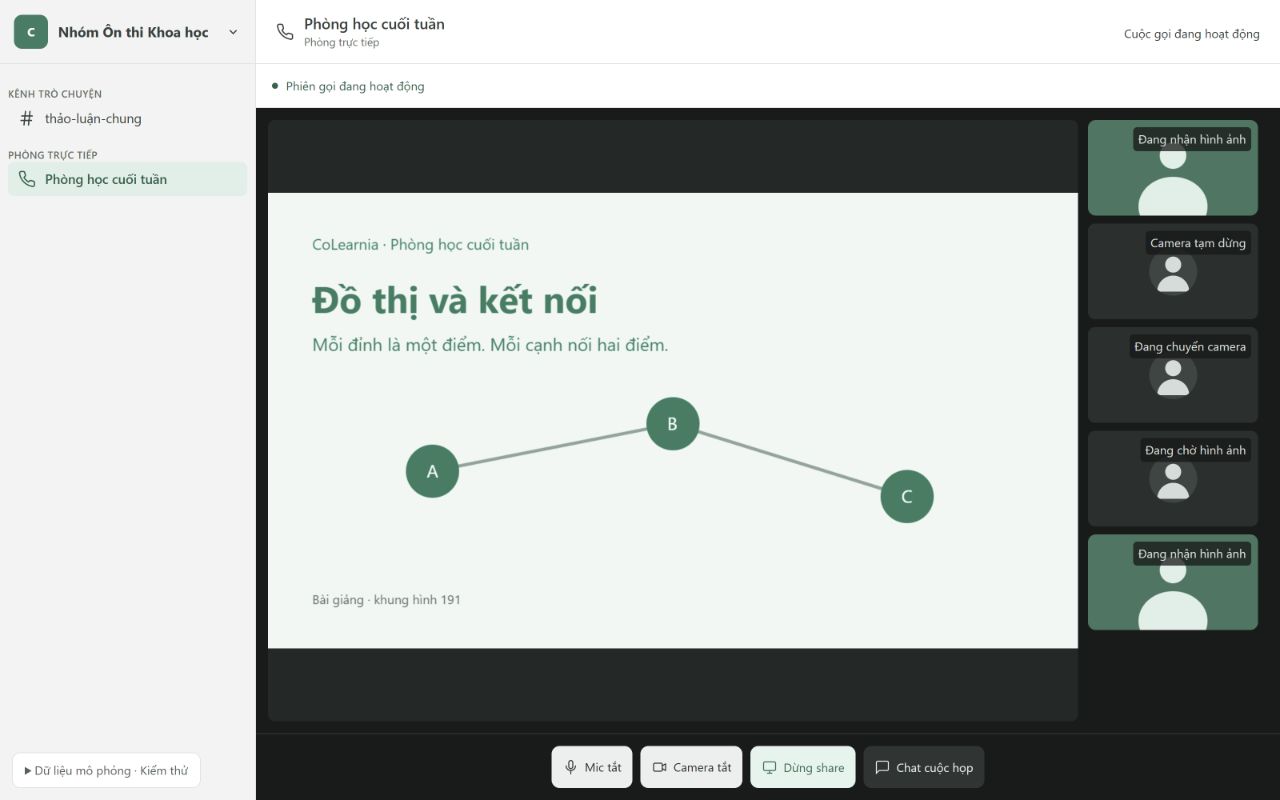 C
Nhóm Ôn thi Khoa học
KÊNH TRÒ CHUYỆN
# thảo-luận-chung
PHÒNG TRỰC TIẾP
Phòng học cuối tuần
Dữ liệu mô phỏng · Kiểm thử
Phòng học cuối tuần
Phòng trực tiếp
Cuộc gọi đang hoạt động
Phiên gọi đang hoạt động
CoLearnia · Phòng học cuối tuần
Đồ thị và kết nối
Mỗi đỉnh là một điểm. Mỗi cạnh nối hai điểm.
A
B
C
Bài giảng · khung hình 191
Đang nhận hình ảnh
Camera tạm dừng
Đang chuyển camera
Đang chờ hình ảnh
Đang nhận hình ảnh
Mic tắt
Camera tắt
Dừng share
Chat cuộc họp